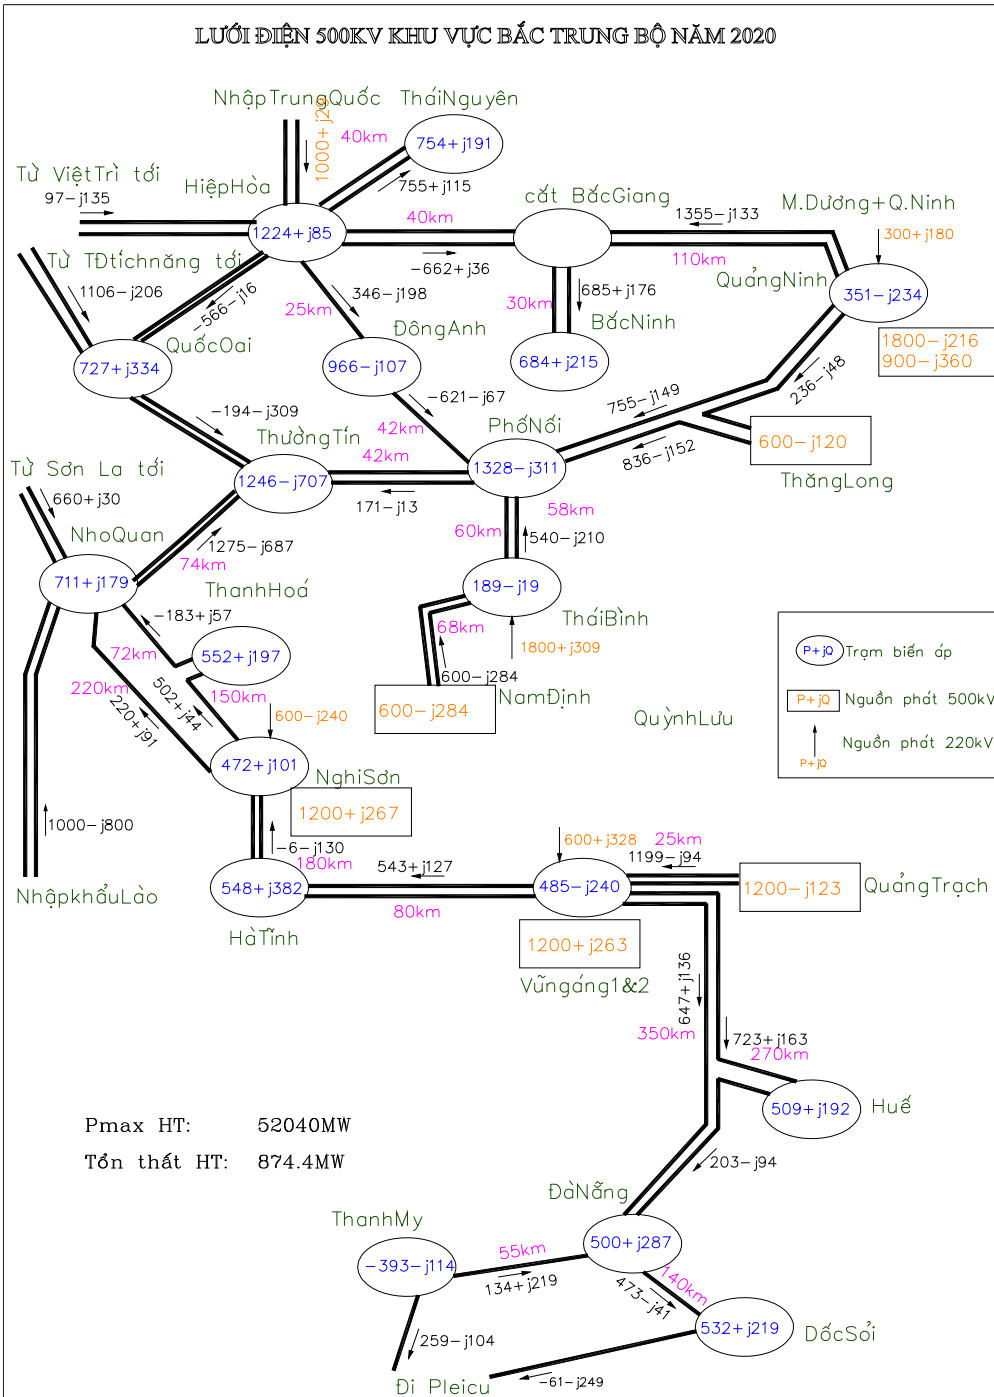 LƯỚI ĐIỆN 500KV KHU VỰC BẮC TRUNG BỘ NĂM 2020
NhậpTrungQuốc
TháiNguyên
1000+j29
40km
754+j191
755+j115
Từ ViệtTrì tới
97-j135
HiệpHòa
1224+j85
40km
-662+j36
cắt BắcGiang
1355-j133
110km
M.Dương+Q.Ninh
300+j180
QuảngNinh
351-j234
1800-j216
900-j360
Từ TĐtíchnăng tới
1106-j206
-566-j16
25km
346-j198
30km
685+j176
BắcNinh
684+j215
QuốcOai
727+j334
ĐôngAnh
966-j107
236-j48
755-j149
-194-j309
-621-j67
42km
PhốNối
836-j152
600-j120
ThăngLong
ThườngTín
42km
1246-j707
1328-j311
171-j13
58km
Từ Sơn La tới
660+j30
NhoQuan
1275-j687
74km
60km
540-j210
711+j179
ThanhHoá
189-j19
TháiBình
-183+j57
68km
1800+j309
72km
552+j197
600-j284
220km
150km
502+j44
220+j91
600-j240
600-j284
NamĐịnh
QuỳnhLưu
P+jQ
Trạm biến áp
P+jQ
Nguồn phát 500kV
Nguồn phát 220kV
P+jQ
472+j101
NghiSơn
1200+j267
1000-j800
-6-j130
180km
NhậpkhẩuLào
548+j382
HàTĩnh
543+j127
80km
600+j328
25km
1199-j94
485-j240
1200-j123
QuảngTrạch
1200+j263
Vũngáng1&2
647+j136
350km
723+j163
270km
509+j192
Huế
Pmax HT: 52040MW
Tổn thất HT: 874.4MW
203-j94
ĐàNẵng
ThanhMy
500+j287
-393-j114
55km
134+j219
140km
473-j41
532+j219
DốcSỏi
259-j104
Đi Pleicu
-61-j249